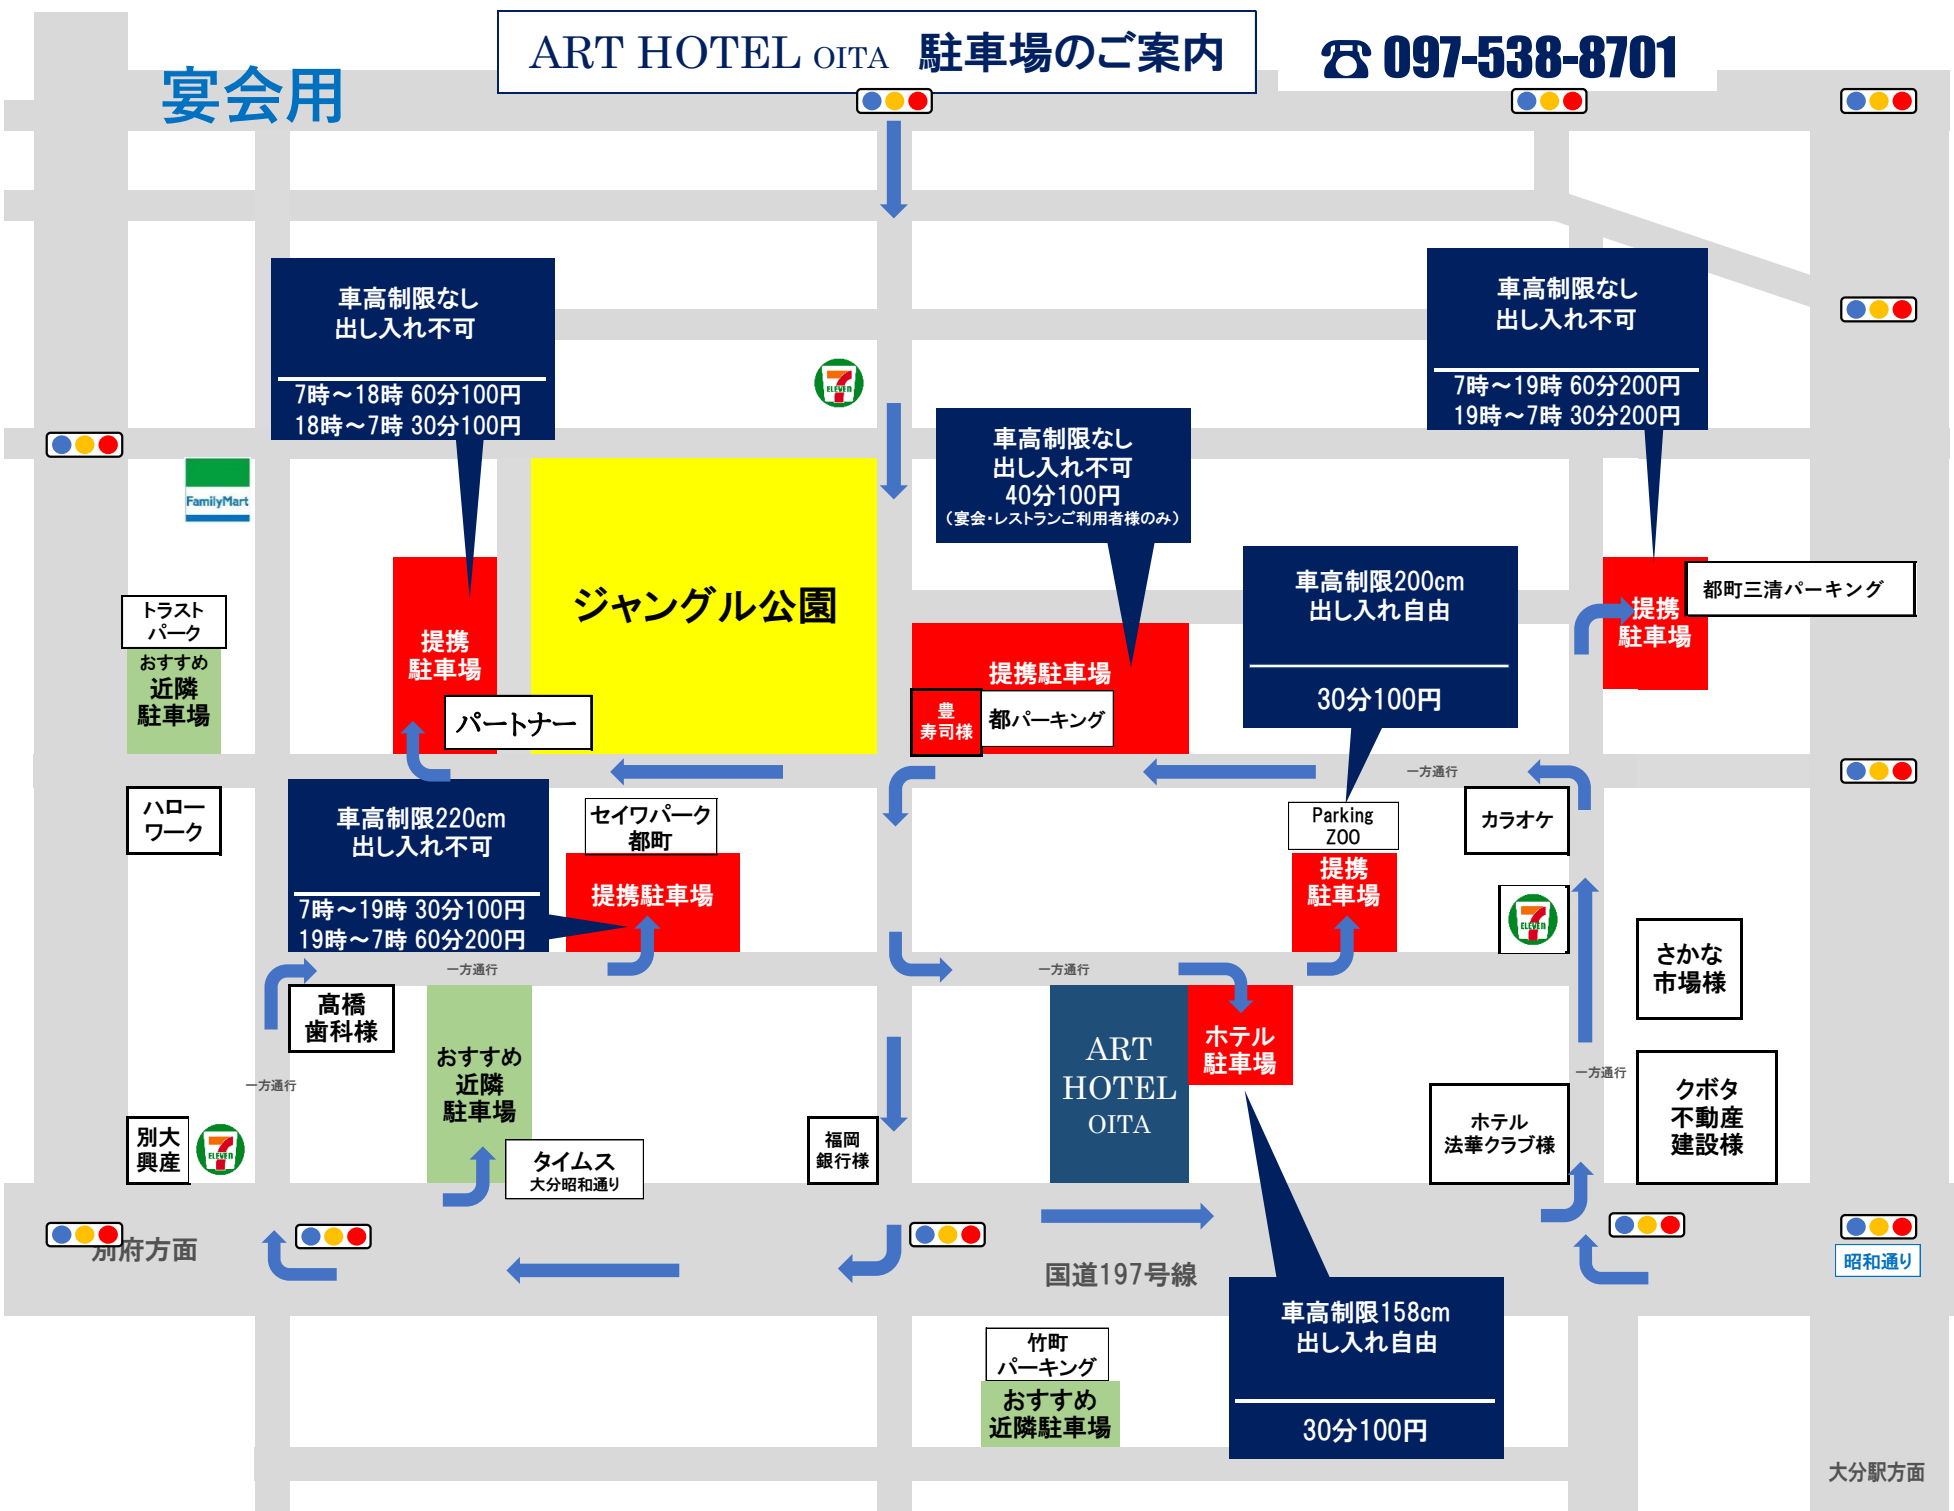 ART HOTEL OITA 駐車場のご案内
☎ 097-538-8701
宴会用
車高制限なし
出し入れ不可
7時～18時 60分100円
18時～7時 30分100円
車高制限なし
出し入れ不可
7時～19時 60分200円
19時～7時 30分200円
7
ELEVEN
車高制限なし
出し入れ不可
40分100円
（宴会・レストランご利用者様のみ）
FamilyMart
車高制限200cm
出し入れ自由
30分100円
ジャングル公園
提携
駐車場
都町三清パーキング
トラスト
パーク
おすすめ
近隣
駐車場
提携
駐車場
パートナー
提携駐車場
豊
寿司様
都パーキング
一方通行
ハロー
ワーク
車高制限220cm
出し入れ不可
7時～19時 30分100円
19時～7時 60分200円
セイワパーク
都町
提携駐車場
Parking
ZOO
提携
駐車場
カラオケ
7
ELEVEN
さかな
市場様
一方通行
一方通行
髙橋
歯科様
おすすめ
近隣
駐車場
ART
HOTEL
OITA
ホテル
駐車場
一方通行
一方通行
クボタ
不動産
建設様
別大
興産
7
ELEVEN
タイムス
大分昭和通り
福岡
銀行様
ホテル
法華クラブ様
別府方面
国道197号線
昭和通り
車高制限158cm
出し入れ自由
30分100円
竹町
パーキング
おすすめ
近隣駐車場
大分駅方面